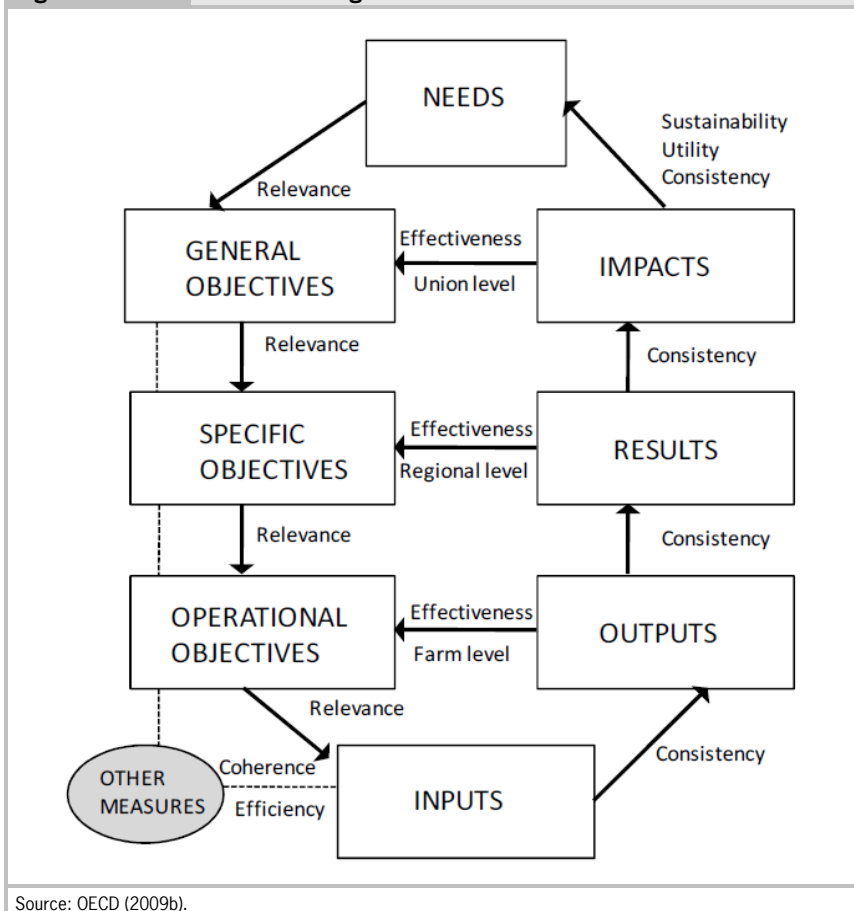 NEEDS
Sustainability
Utility
Consistency
Relevance
GENERAL
OBJECTIVES
Effectiveness
Union level
IMPACTS
Relevance
Consistency
SPECIFIC
OBJECTIVES
Effectiveness
Regional level
RESULTS
Relevance
Consistency
OPERATIONAL
OBJECTIVES
Effectiveness
Farm level
OUTPUTS
Relevance
Consistency
OTHER
MEASURES
Coherence
Efficiency
INPUTS
Source: OECD (2009b).